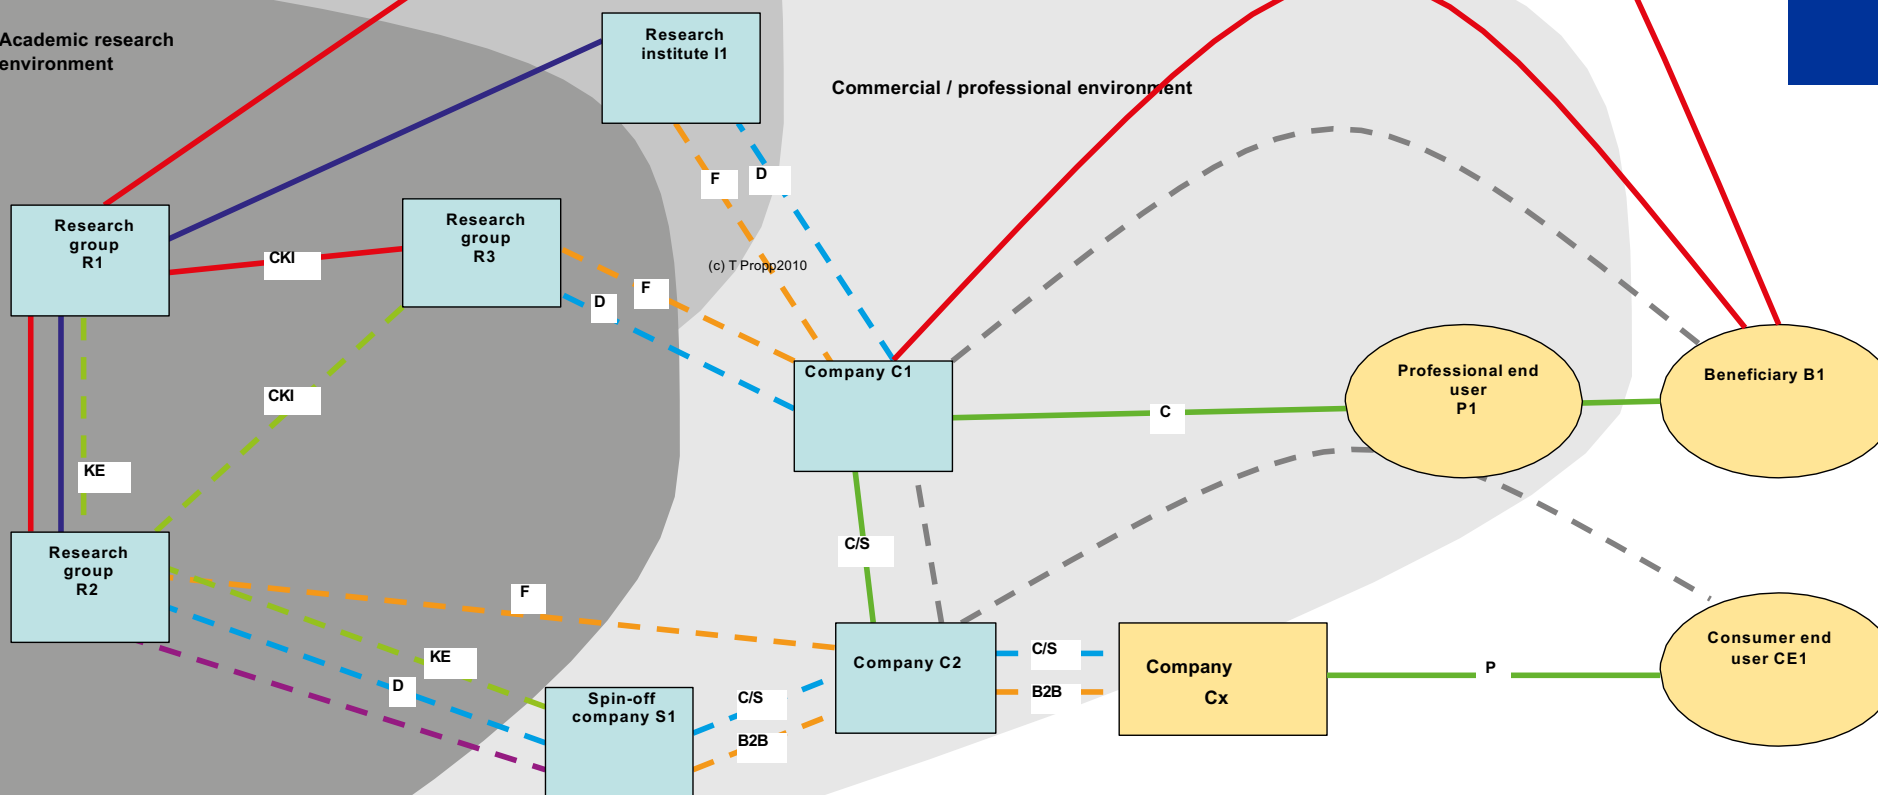 Academic research
environment
Research
institute I1
Commercial / professional environment
F
D
Research
group
R1
CKI
Research
group
R3
(c) T Propp2010
D
F
Company C1
Professional end
user
P1
Beneficiary B1
CKI
C
KE
C/S
Research
group
R2
F
KE
D
Spin-off
company S1
C/S
B2B
Company C2
C/S
B2B
Company
Cx
P
Consumer end
user CE1